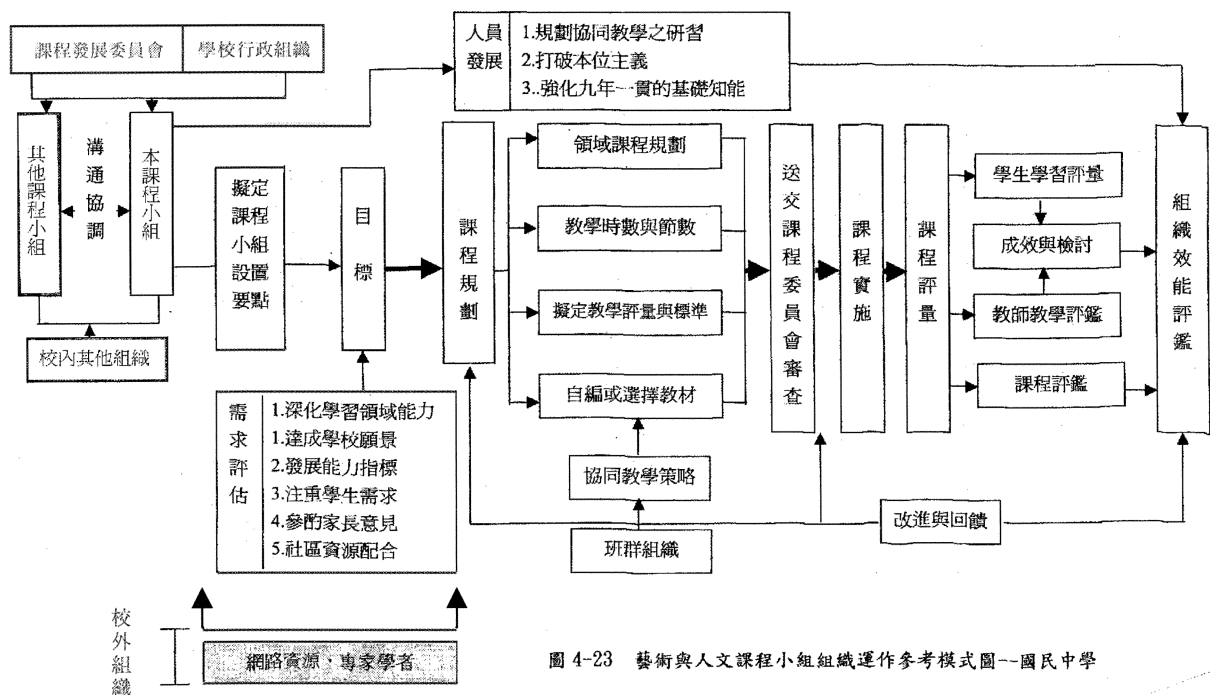 課程發展委員會
學校行政組織
人員發展
1.規劃協同教學之研習
2.打破本位主義
3..強化九年一貫的基礎知能
其他課程小組
溝通協調
本課程小組
校內其他組織
擬定課程小組設置要點
目標
課程規劃
領域課程規劃
教學時數與節數
擬定教學評量與標準
自編或選擇教材
協同教學策略
班群組織
送交課程委員會審查
課程實施
課程評量
學生學習評量
成效與檢討
教師教學評鑑
課程評鑑
組織效能評鑑
改進與回饋
需求評估
1.深化學習領域能力
1.達成學校願景
2.發展能力指標
3.注重學生需求
4.參酌家長意見
5.社區資源配合
校外組織
網路資源、專家學者
圖 4-23 藝術與人文課程小組組織運作參考模式圖--國民中學